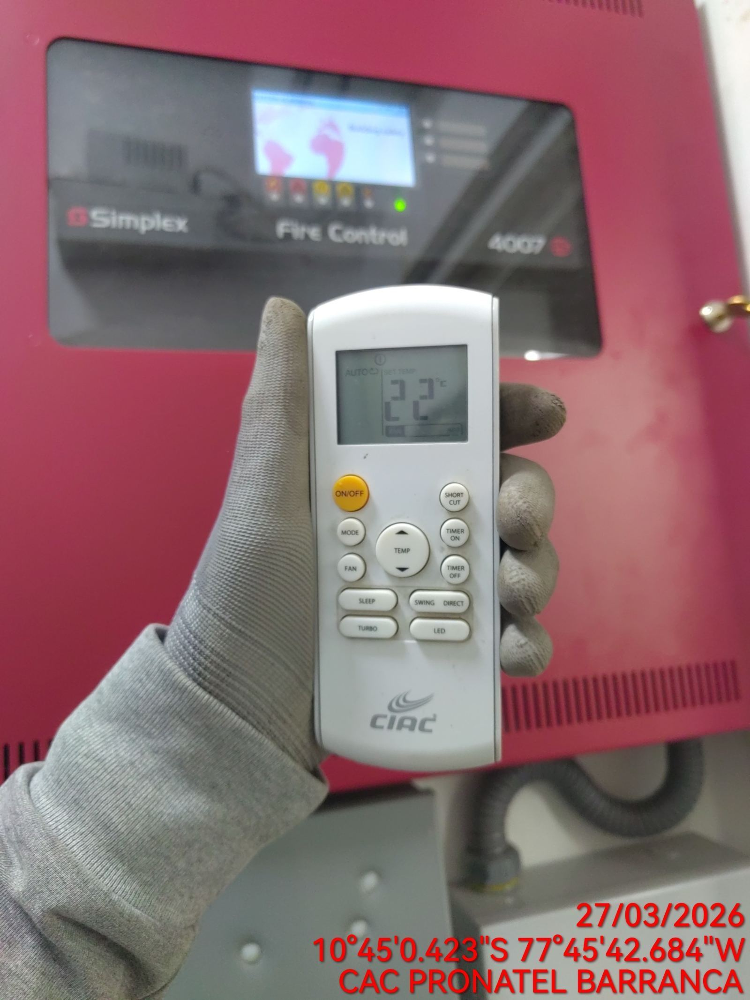 Simplex
Fire Control
4007
AUTO
SET TEMP
22°C
ON/OFF
SHORT CUT
MODE
TEMP
TIMER ON
FAN
TIMER OFF
SLEEP
SWING DIRECT
TURBO
LED
CIAC
27/03/2026
10°45'0.423"S 77°45'42.684"W
CAC PRONATEL BARRANCA